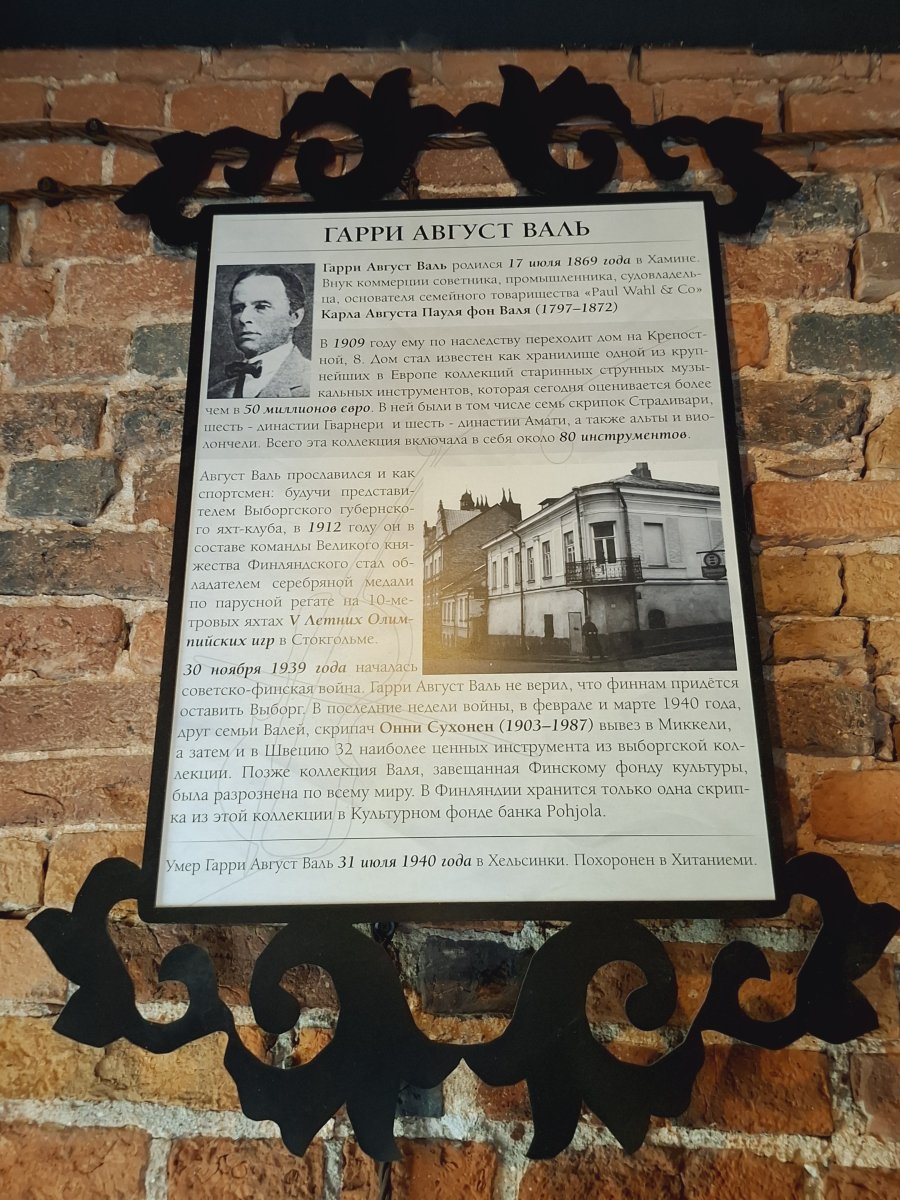 ГАРРИ АВГУСТ ВАЛЬ
Гарри Август Валь родился 17 июля 1869 года в Хамине.
Внук коммерции советника, промышленника, судовладель-
ца, основателя семейного товарищества «Paul Wahl & Co»
Карла Августа Пауля фон Валя (1797–1872)
В 1909 году ему по наследству переходит дом на Крепост-
ной, 8. Дом стал известен как хранилище одной из круп-
нейших в Европе коллекций старинных струнных музы-
кальных инструментов, которая сегодня оценивается более
чем в 50 миллионов евро. В ней были в том числе семь скрипок Страдивари,
шесть - династии Гварнери и шесть - династии Амати, а также альты и вио-
лончели. Всего эта коллекция включала в себя около 80 инструментов.
Август Валь прославился и как
спортсмен: будучи представи-
телем Выборгского губернско-
го яхт-клуба, в 1912 году он в
составе команды Великого кня-
жества Финляндского стал об-
ладателем серебряной медали
по парусной регате на 10-ме-
тровых яхтах V Летних Олим-
пийских игр в Стокгольме.
30 ноября 1939 года началась
советско-финская война. Гарри Август Валь не верил, что финнам придётся
оставить Выборг. В последние недели войны, в феврале и марте 1940 года,
друг семьи Валей, скрипач Онни Сухонен (1903–1987) вывез в Миккели,
а затем и в Швецию 32 наиболее ценных инструмента из выборгской кол-
лекции. Позже коллекция Валя, завещанная Финскому фонду культуры,
была разрознена по всему миру. В Финляндии хранится только одна скрип-
ка из этой коллекции в Культурном фонде банка Pohjola.
Умер Гарри Август Валь 31 июля 1940 года в Хельсинки. Похоронен в Хитаниеми.